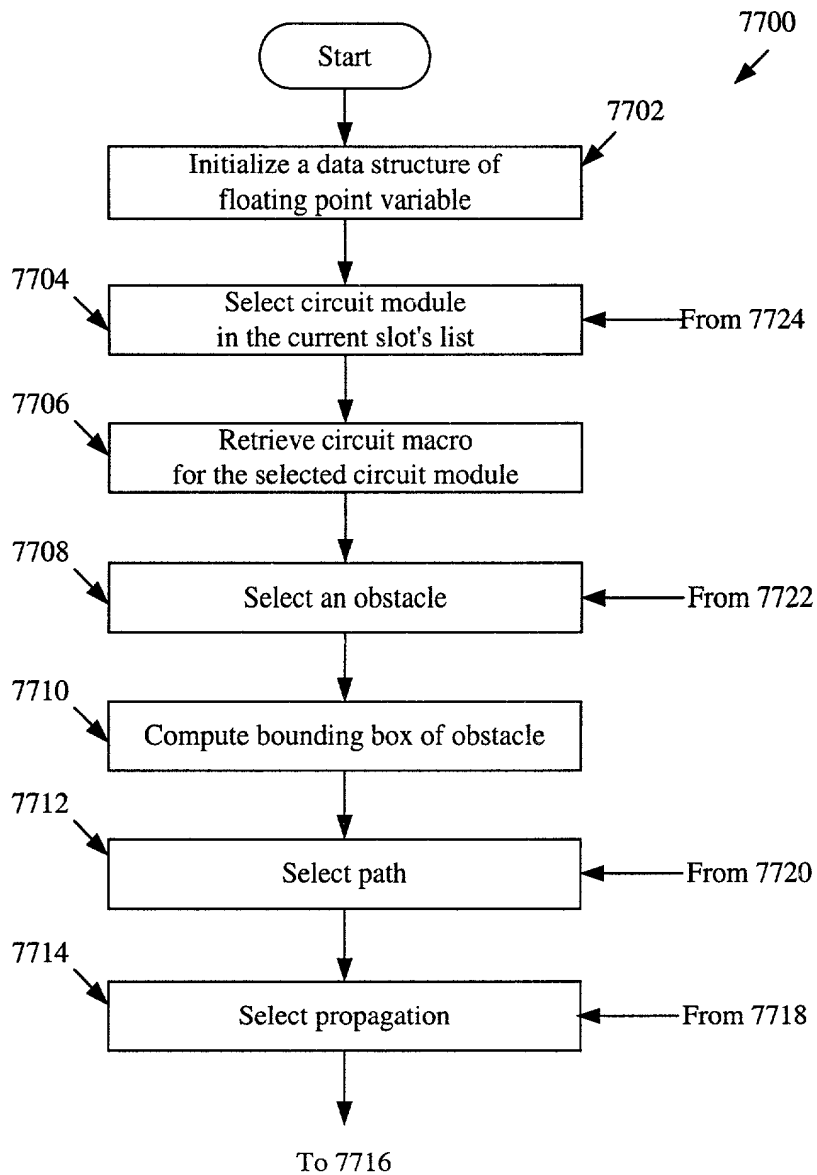 7700
Start
7702
Initialize a data structure of
floating point variable
7704
Select circuit module
in the current slot's list
From 7724
7706
Retrieve circuit macro
for the selected circuit module
7708
Select an obstacle
From 7722
7710
Compute bounding box of obstacle
7712
Select path
From 7720
7714
Select propagation
From 7718
To 7716